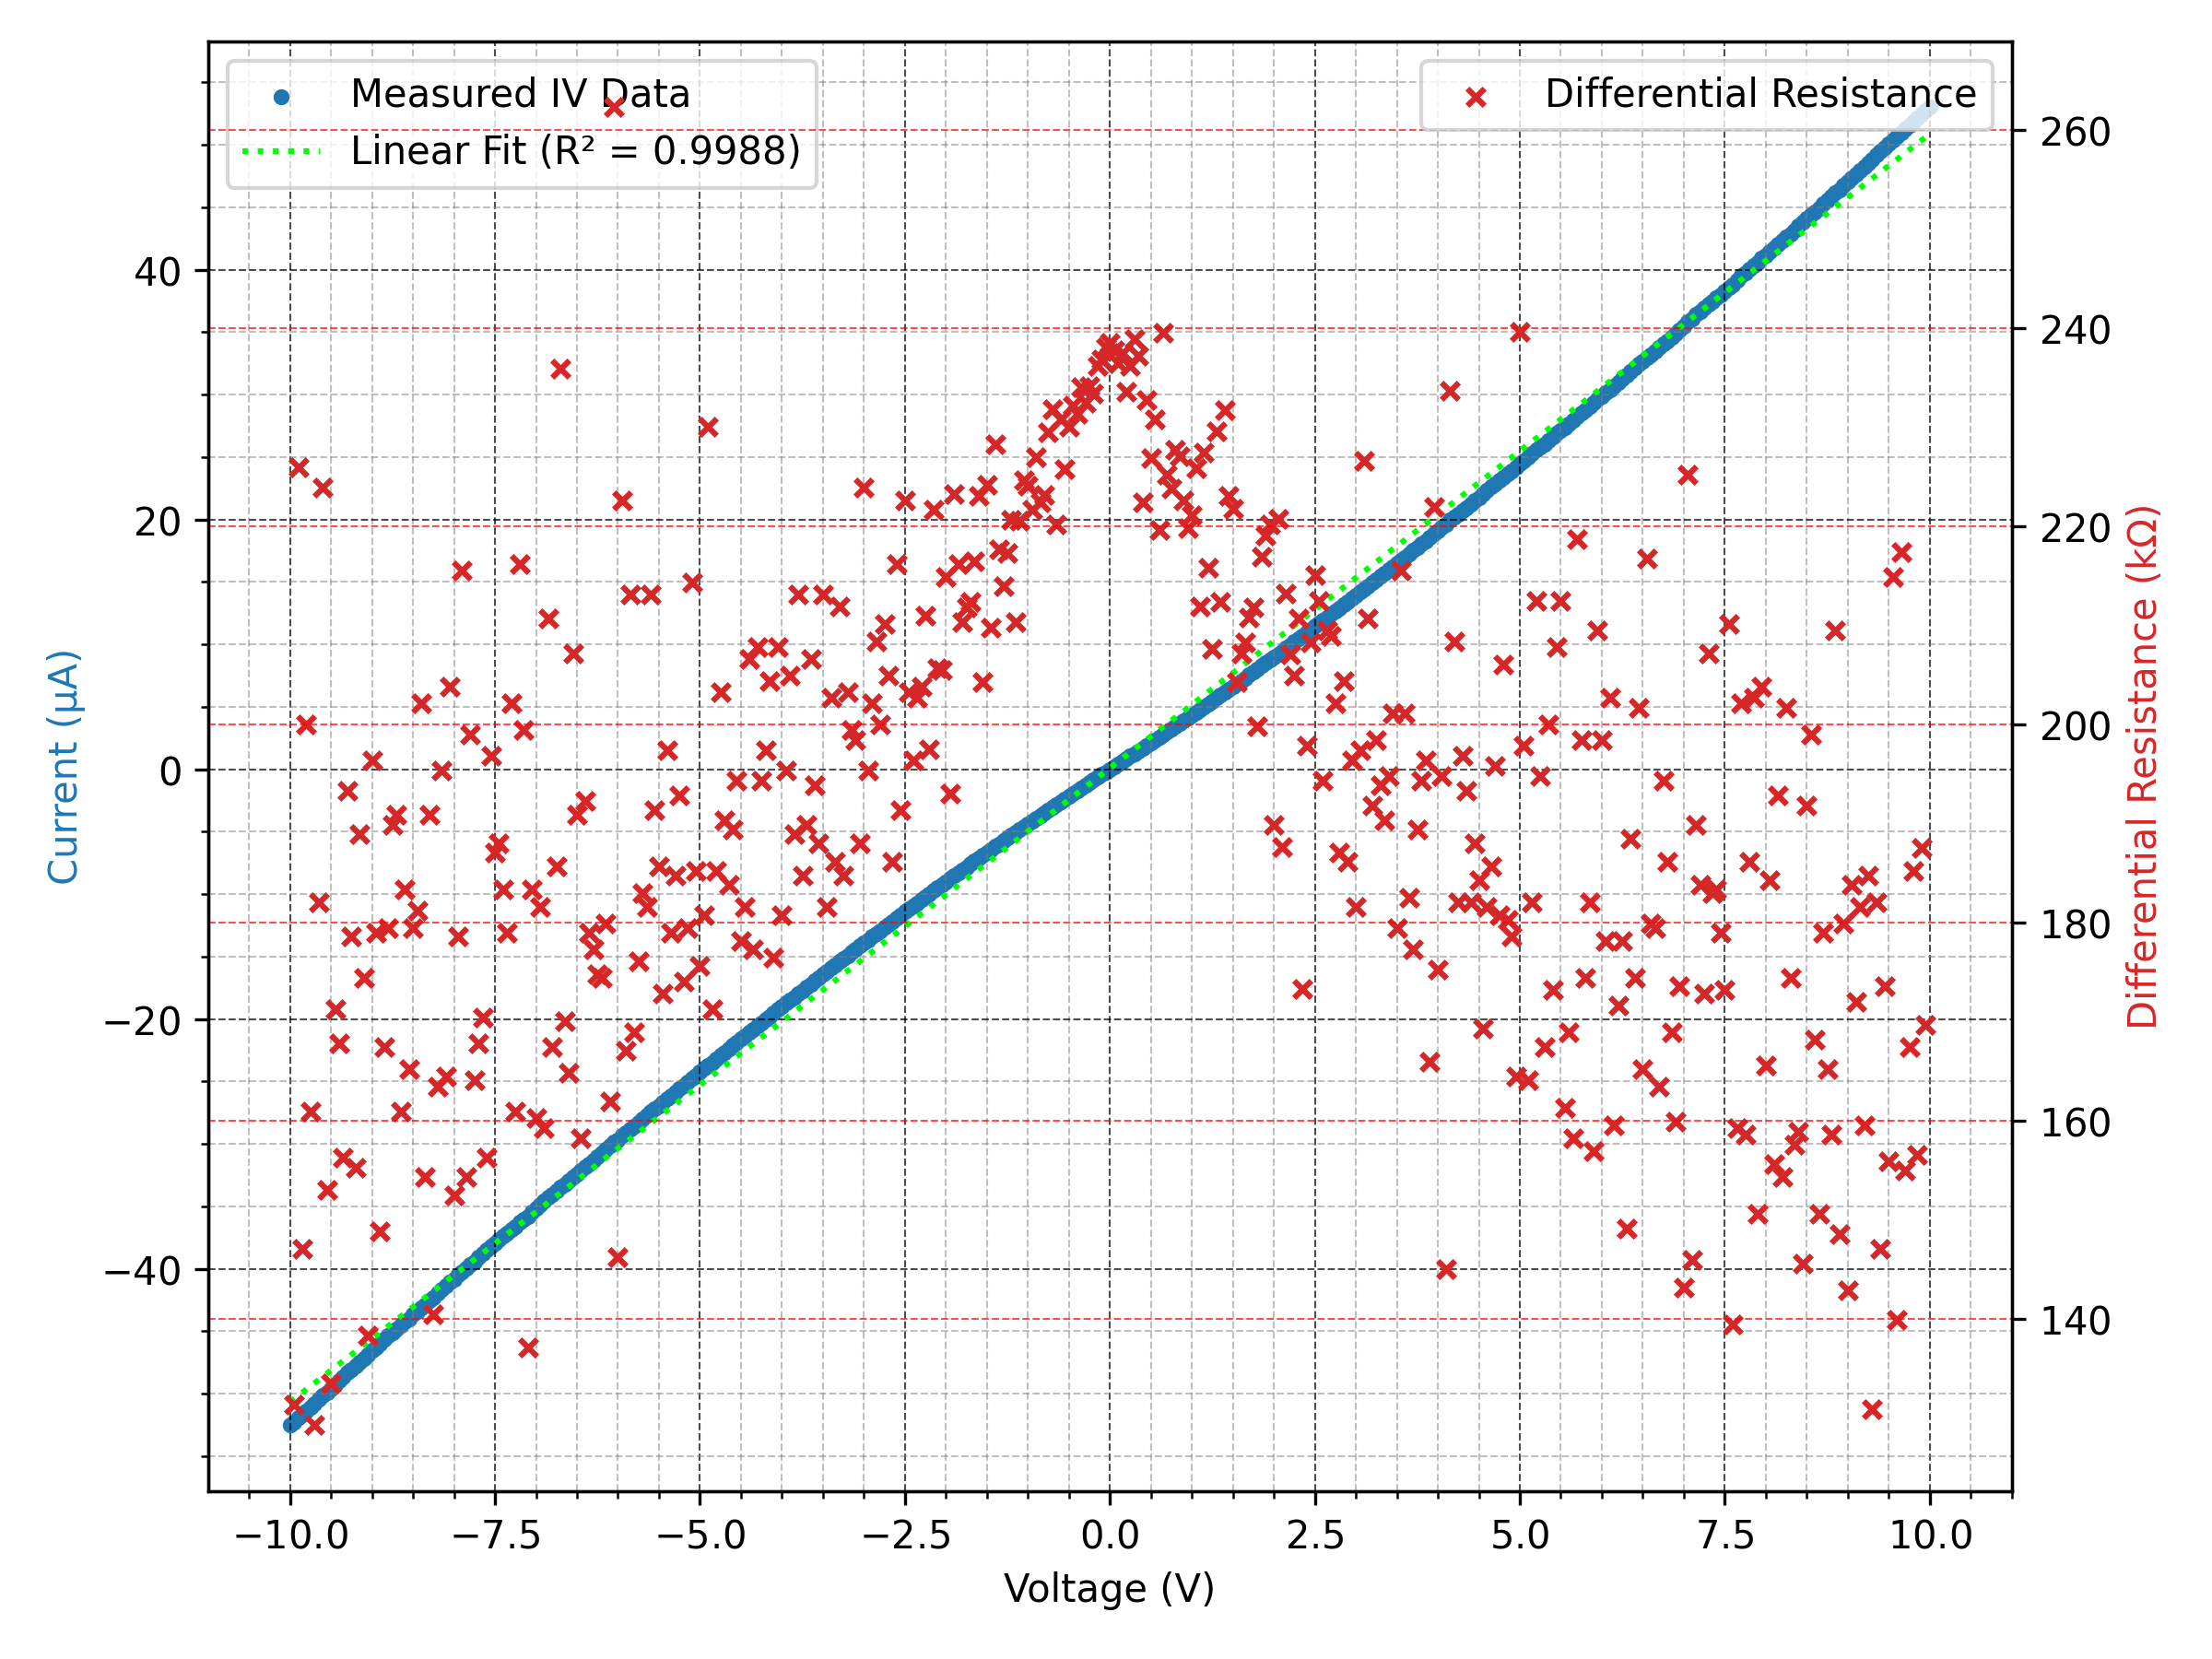 Measured IV Data
Linear Fit (R² = 0.9988)
Differential Resistance
40
20
0
−20
−40
260
240
220
200
180
160
140
−10.0 −7.5 −5.0 −2.5 0.0 2.5 5.0 7.5 10.0
Voltage (V)
Current (µA)
Differential Resistance (kΩ)